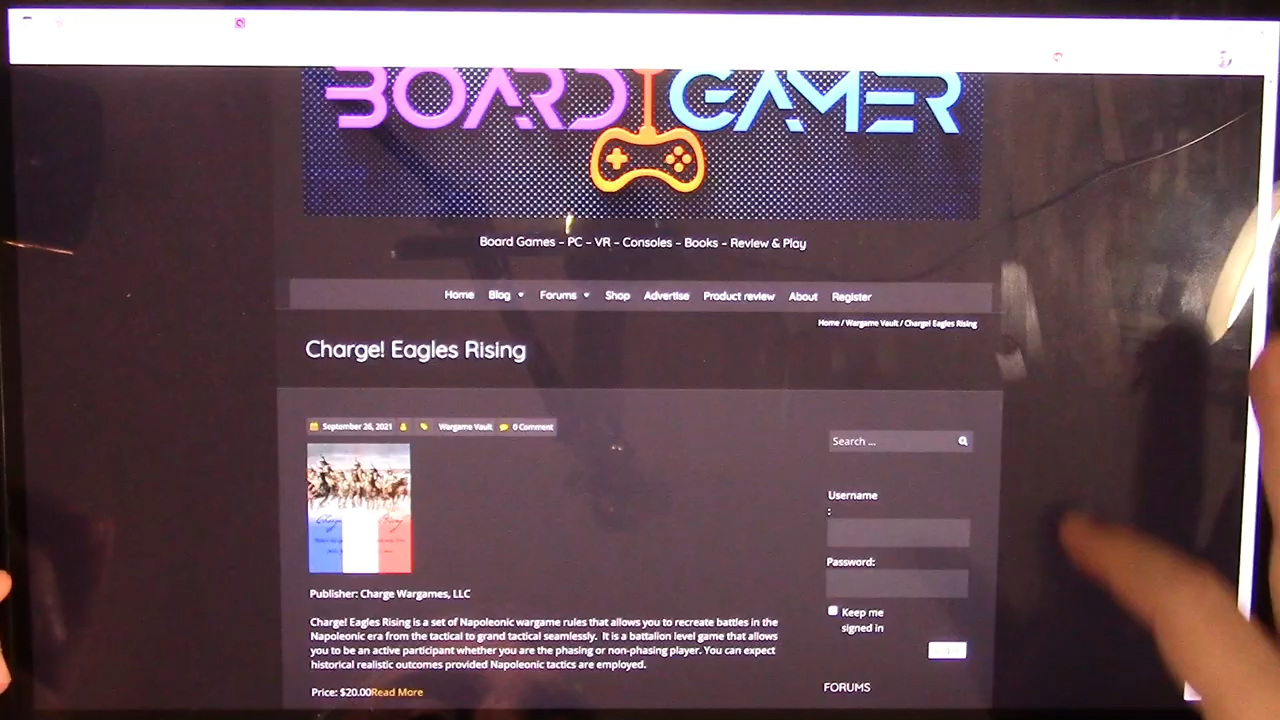 BOARD GAMER
Board Games – PC – VR – Consoles – Books – Review & Play
Home Blog Forums Shop Advertise Product review About Register
Home / Wargame Vault / Charge! Eagles Rising
Charge! Eagles Rising
September 26, 2021 Wargame Vault 0 Comment
Search ...
Username
:
Password:
Keep me
signed in
FORUMS
Publisher: Charge Wargames, LLC
Charge! Eagles Rising is a set of Napoleonic wargame rules that allows you to recreate battles in the
Napoleonic era from the tactical to grand tactical seamlessly. It is a battalion level game that allows
you to be an active participant whether you are the phasing or non-phasing player. You can expect
historical realistic outcomes provided Napoleonic tactics are employed.
Price: $20.00Read More